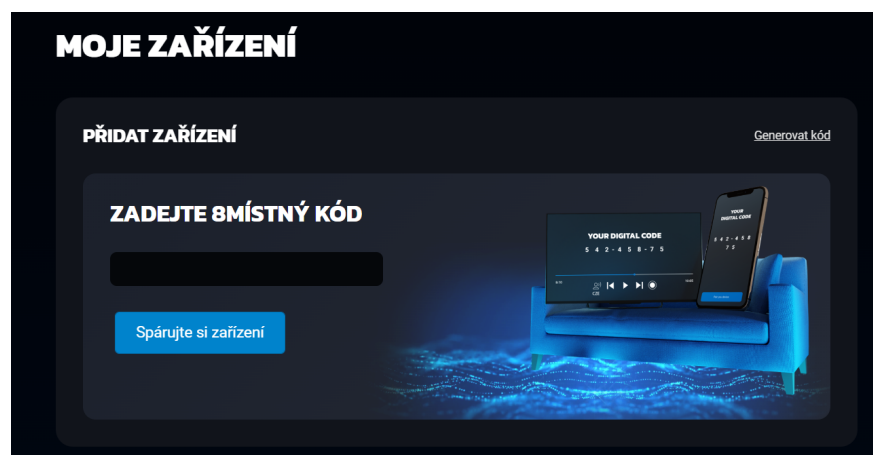 MOJE ZAŘÍZENÍ
PŘIDAT ZAŘÍZENÍ
Generovat kód
ZADEJTE 8MÍSTNÝ KÓD
Spárujte si zařízení
YOUR DIGITAL CODE
5 4 2 - 4 5 8 - 7 5
YOUR
DIGITAL CODE
5 4 2 - 4 5 8
7 5